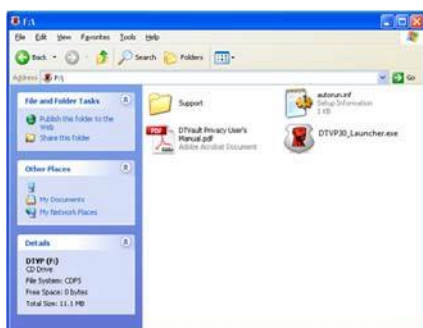 F:\
File Edit View Favorites Tools Help
Back Search Folders
Address F:\ Go
File and Folder Tasks
Publish this folder to the
Web
Share this folder
Other Places
My Documents
My Network Places
Details
DTVP (F:)
CD Drive
File System: CDFS
Free Space: 0 bytes
Total Size: 11.1 MB
Support
autorun.inf
Setup Information
1 KB
DTVault Privacy User's
Manual.pdf
Adobe Acrobat Document
DTVP30_Launcher.exe